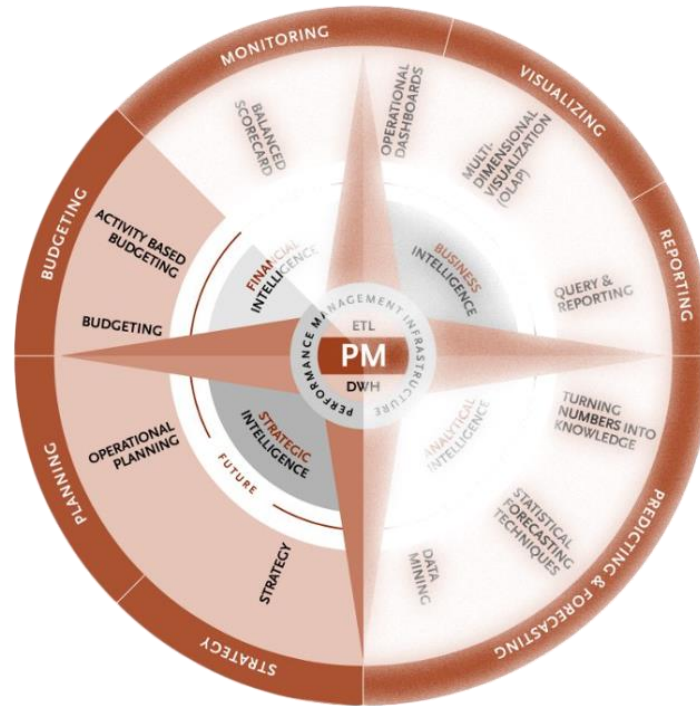 MONITORING
VISUALIZING
REPORTING
PREDICTING & FORECASTING
STRATEGY
PLANNING
BUDGETING
BALANCED
SCORECARD
OPERATIONAL
DASHBOARDS
MULTI-
DIMENSIONAL
VISUALIZATION
(OLAP)
QUERY &
REPORTING
TURNING
NUMBERS INTO
KNOWLEDGE
STATISTICAL
FORECASTING
TECHNIQUES
DATA
MINING
STRATEGY
OPERATIONAL
PLANNING
BUDGETING
ACTIVITY BASED
BUDGETING
FINANCIAL
INTELLIGENCE
BUSINESS
INTELLIGENCE
ANALYTICAL
INTELLIGENCE
STRATEGIC
INTELLIGENCE
FUTURE
PERFORMANCE MANAGEMENT INFRASTRUCTURE
ETL
PM
DWH